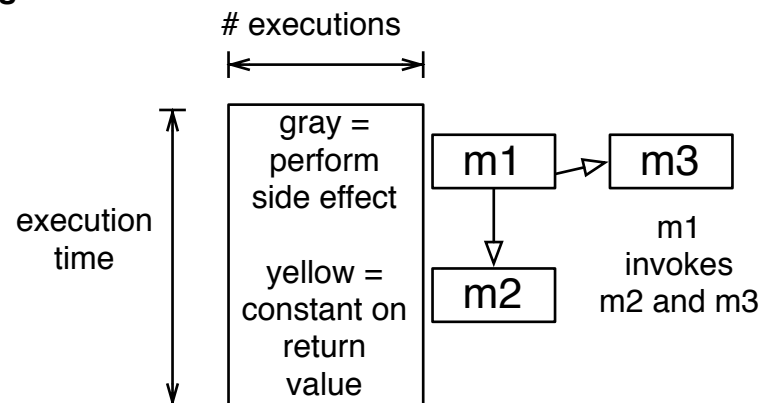 # executions
gray =
perform
side effect
yellow =
constant on
return
value
execution
time
m1
m3
m2
m1
invokes
m2 and m3